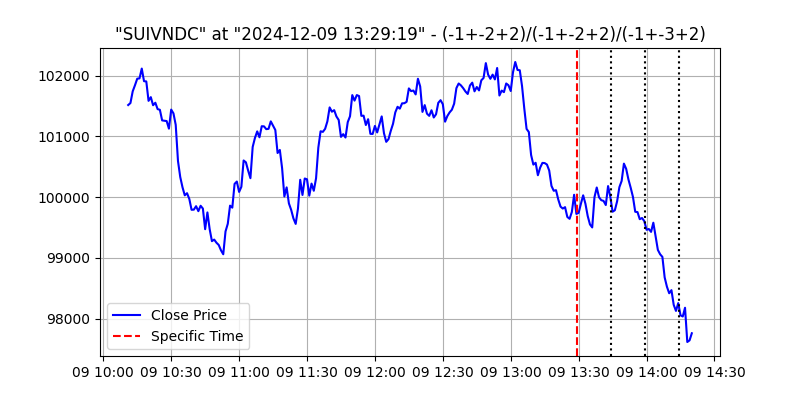 "SUIVNDC" at "2024-12-09 13:29:19" - (-1+-2+2)/(-1+-2+2)/(-1+-3+2)
102000
101000
100000
99000
98000
Close Price
Specific Time
09 10:00 09 10:30 09 11:00 09 11:30 09 12:00 09 12:30 09 13:00 09 13:30 09 14:00 09 14:30